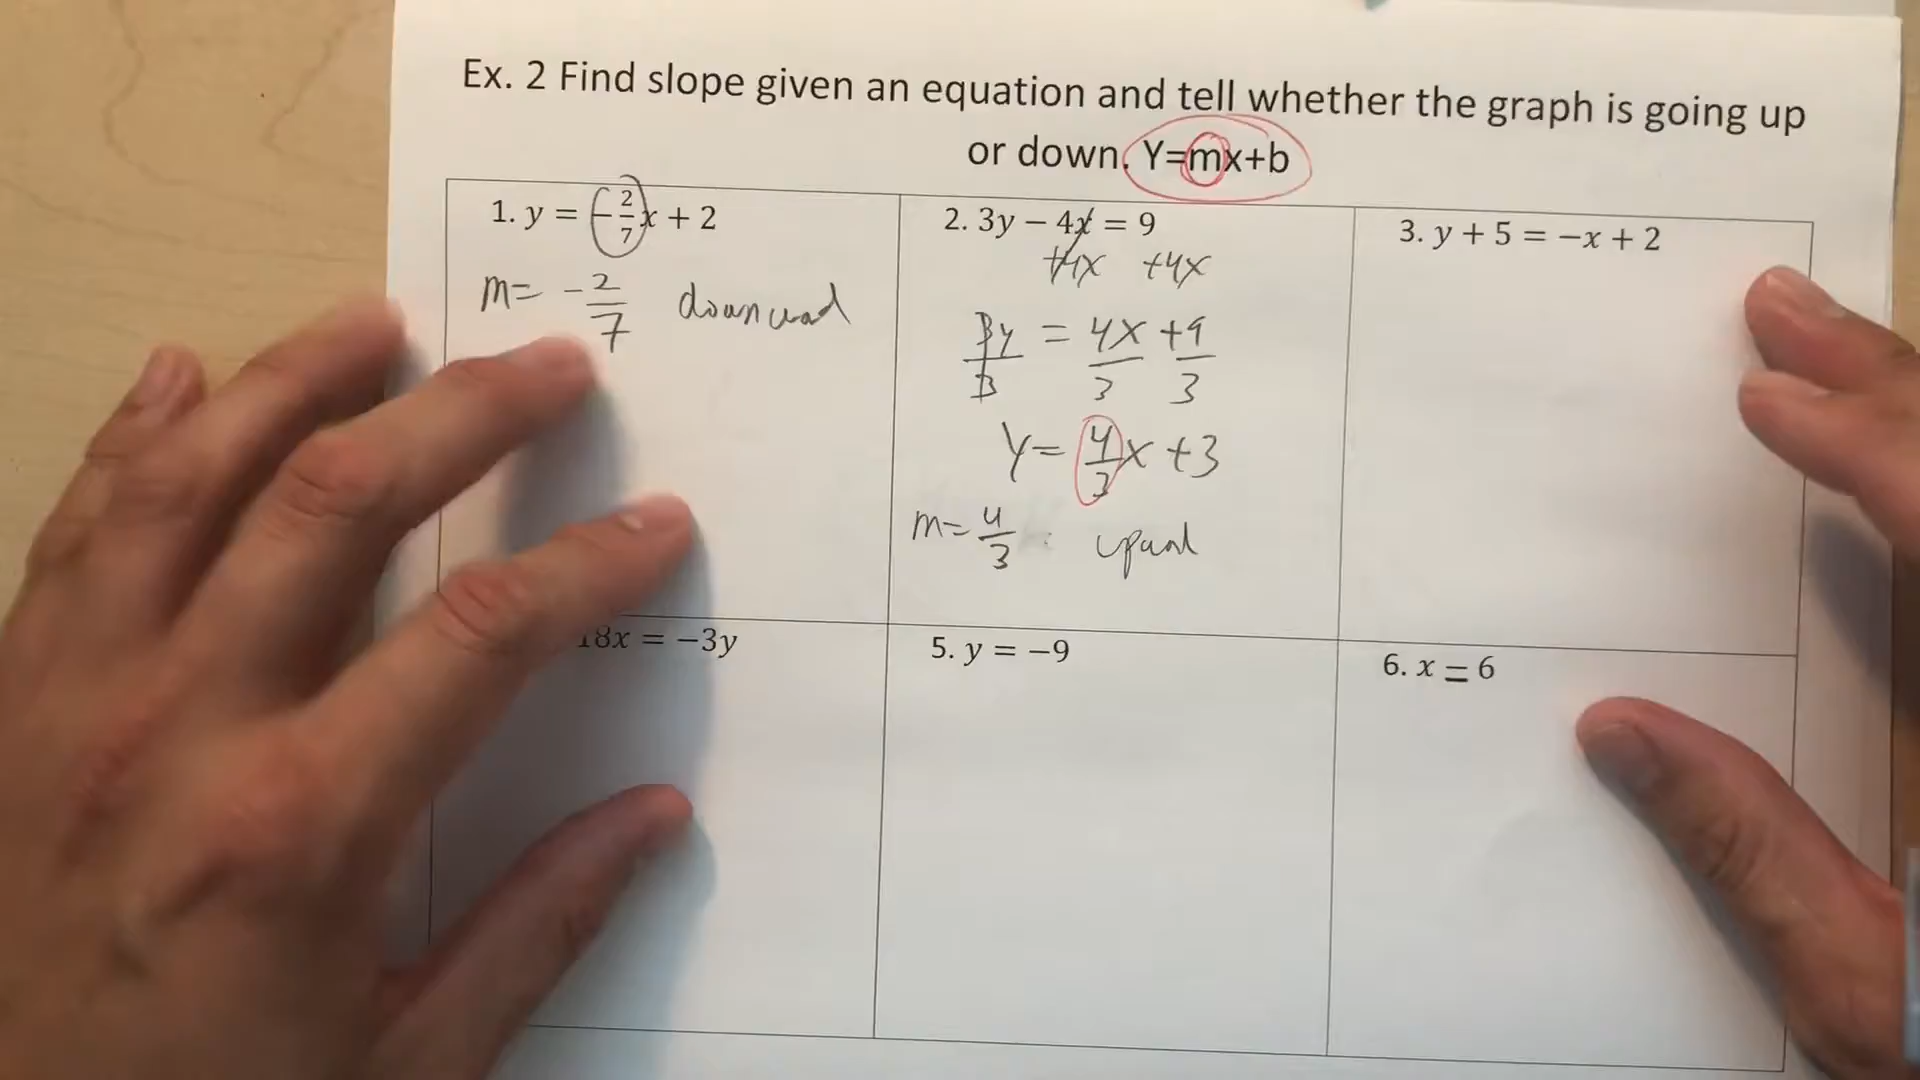 Ex. 2 Find slope given an equation and tell whether the graph is going up
or down. Y=mx+b
1. y = -2/7 x + 2
m= -2/7 downward
2. 3y − 4x = 9
+4x +4x
3y/3 = 4x/3 +9/3
y= 4/3 x +3
m= 4/3 upward
3. y + 5 = −x + 2
18x = −3y
5. y = −9
6. x = 6